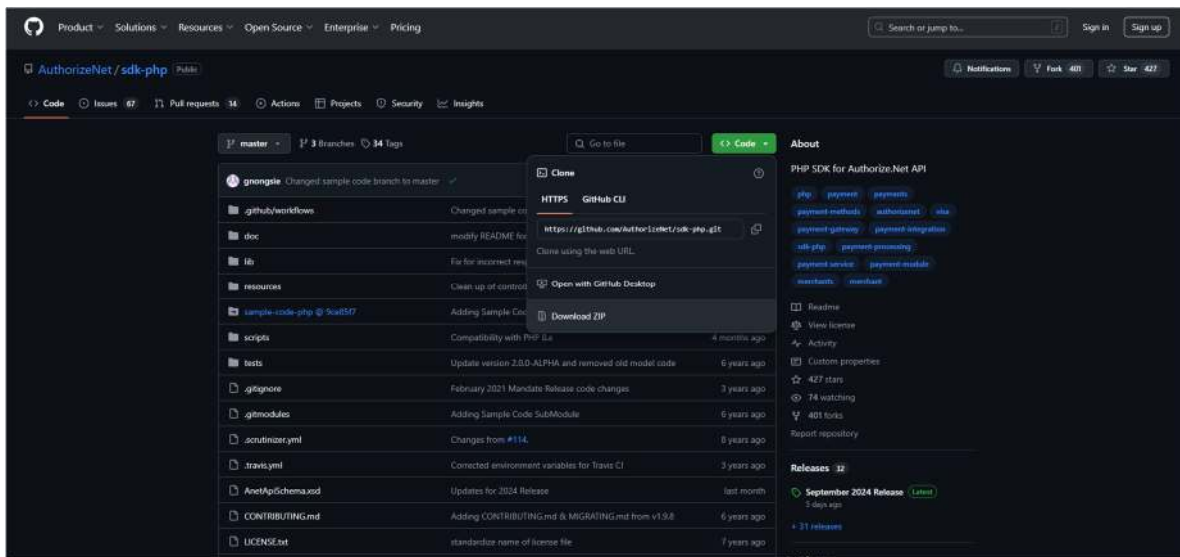 Product Solutions Resources Open Source Enterprise Pricing
Search or jump to... / Sign in Sign up
AuthorizeNet / sdk-php Public
Notifications Fork 401 Star 427
Code Issues 67 Pull requests 14 Actions Projects Security Insights
master 3 Branches 34 Tags Go to file Code
gnongsie Changed sample code branch to master
.github/workflows Changed sample co
doc modify README for
lib Fix for incorrect res
resources Clean up of control
sample-code-php @ Adding Sample Cod
scripts Compatibility with PHP 8.x 4 months ago
tests Update version 2.0.0-ALPHA and removed old model code 6 years ago
.gitignore February 2021 Mandate Release code changes 3 years ago
.gitmodules Adding Sample Code SubModule 6 years ago
.scrutinizer.yml Changes from #114. 8 years ago
.travis.yml Corrected environment variables for Travis CI 3 years ago
AnetApiSchema.xsd Updates for 2024 Release last month
CONTRIBUTING.md Adding CONTRIBUTING.md & MIGRATING.md from v1.9.8 6 years ago
LICENSE.txt standardize name of license file 7 years ago
Clone
HTTPS GitHub CLI
https://github.com/AuthorizeNet/sdk-php.git
Clone using the web URL.
Open with GitHub Desktop
Download ZIP
About
PHP SDK for Authorize.Net API
php payment payments
payment-methods authorizenet visa
payment-gateway payment-integration
sdk-php payment-processing
payment-service payment-module
merchants merchant
Readme
View license
Activity
Custom properties
427 stars
74 watching
401 forks
Report repository
Releases 32
September 2024 Release Latest
5 days ago
+ 31 releases